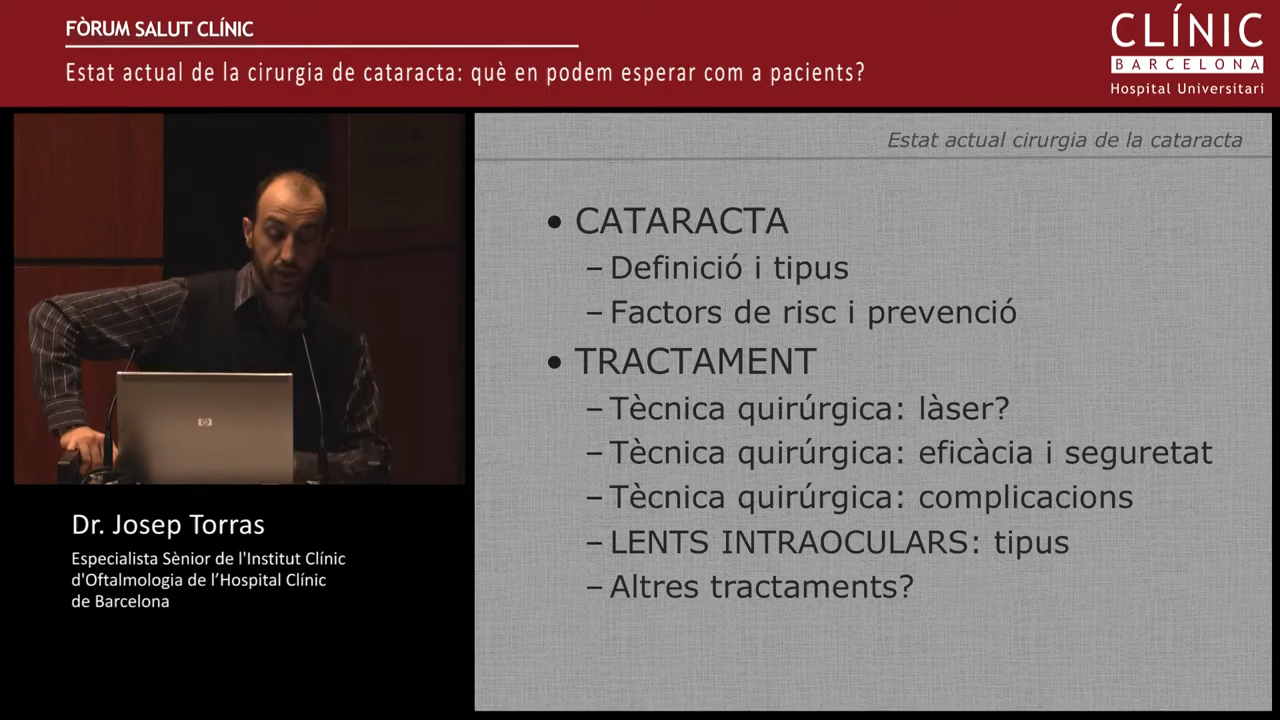 FÒRUM SALUT CLÍNIC
Estat actual de la cirurgia de cataracta: què en podem esperar com a pacients?
CLÍNIC
BARCELONA
Hospital Universitari
Estat actual cirurgia de la cataracta
• CATARACTA
– Definició i tipus
– Factors de risc i prevenció
• TRACTAMENT
– Tècnica quirúrgica: làser?
– Tècnica quirúrgica: eficàcia i seguretat
– Tècnica quirúrgica: complicacions
– LENTS INTRAOCULARS: tipus
– Altres tractaments?
hp
Dr. Josep Torras
Especialista Sènior de l'Institut Clínic
d'Oftalmologia de l’Hospital Clínic
de Barcelona